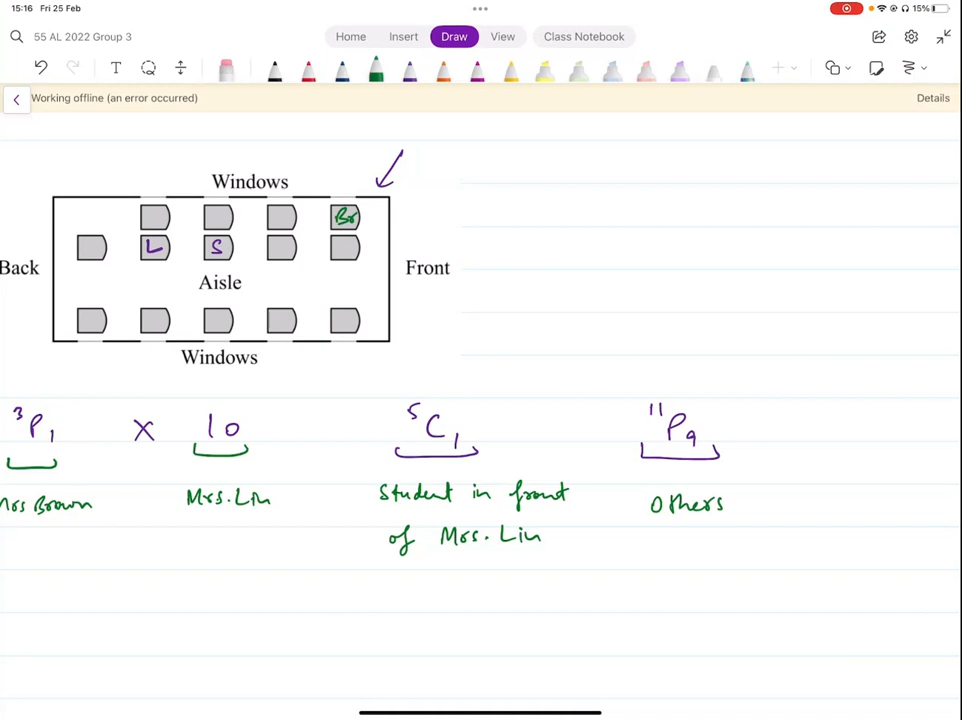 15:16 Fri 25 Feb
15%
55 AL 2022 Group 3
Home Insert Draw View Class Notebook
Working offline (an error occurred) Details
Windows
Br
L S
Back Aisle Front
Windows
³P₁ × 10 ⁵C₁ ¹¹P₉
Mrs Brown Mrs. Lin Student in front Others
of Mrs. Lin